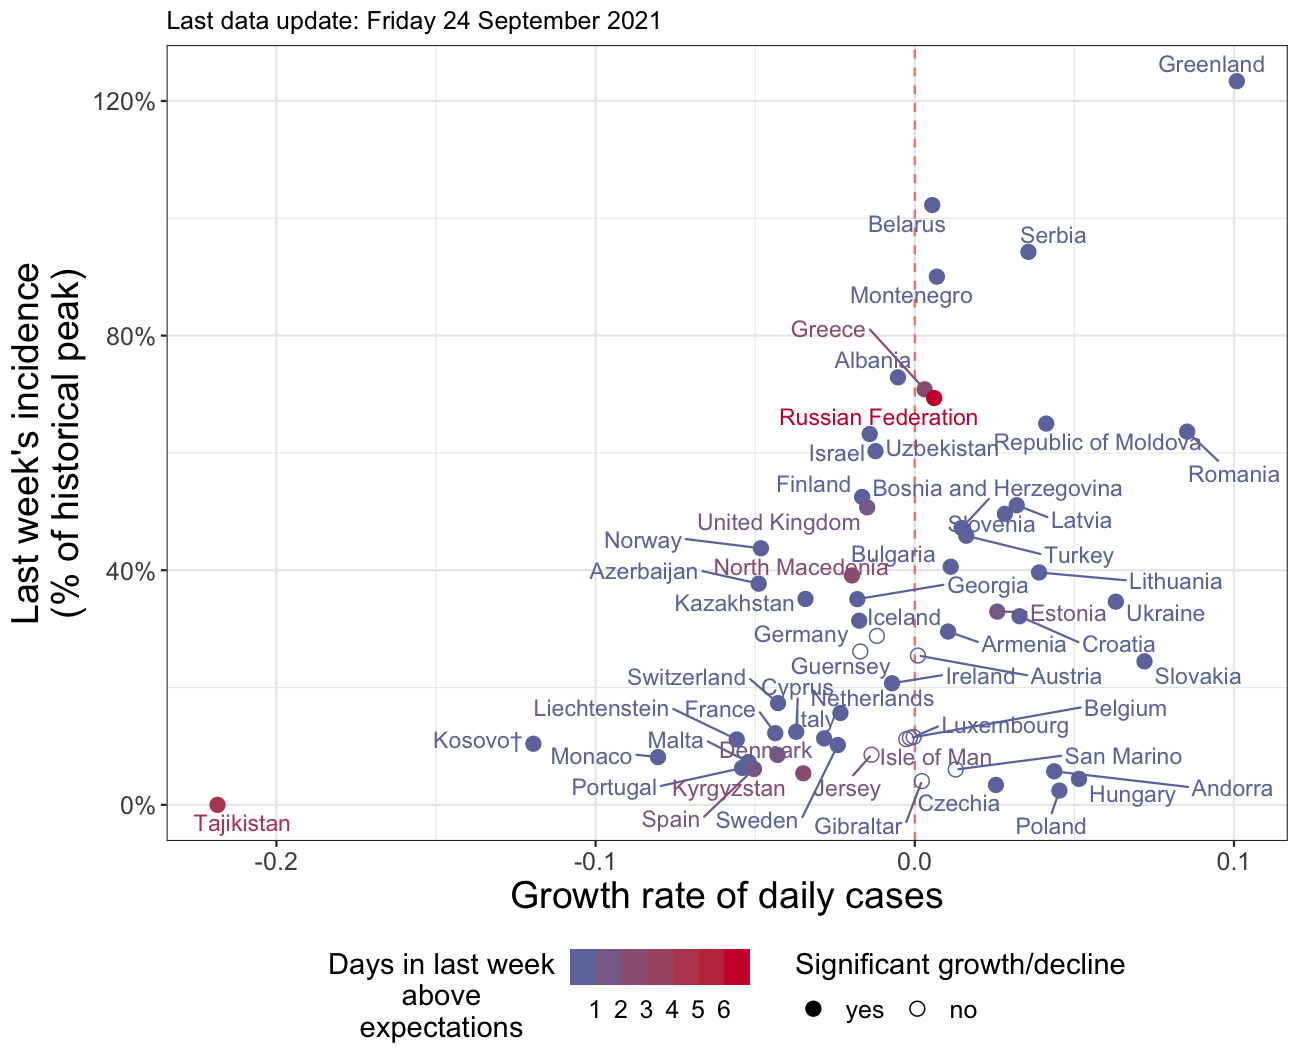 Last data update: Friday 24 September 2021
Last week's incidence
(% of historical peak)
120%
80%
40%
0%
Greenland
Belarus
Serbia
Montenegro
Greece
Albania
Russian Federation
Israel
Uzbekistan
Republic of Moldova
Romania
Finland
Bosnia and Herzegovina
United Kingdom
Slovenia
Latvia
Norway
Bulgaria
Turkey
Azerbaijan
North Macedonia
Georgia
Lithuania
Kazakhstan
Iceland
Estonia
Ukraine
Germany
Armenia
Croatia
Guernsey
Switzerland
Cyprus
Ireland
Austria
Slovakia
Netherlands
Liechtenstein
France
Italy
Luxembourg
Belgium
Kosovo†
Monaco
Malta
Denmark
Isle of Man
San Marino
Portugal
Kyrgyzstan
Jersey
Czechia
Hungary
Andorra
Spain
Sweden
Gibraltar
Poland
Tajikistan
-0.2 -0.1 0.0 0.1
Growth rate of daily cases
Days in last week
above
expectations
1 2 3 4 5 6
Significant growth/decline
yes no